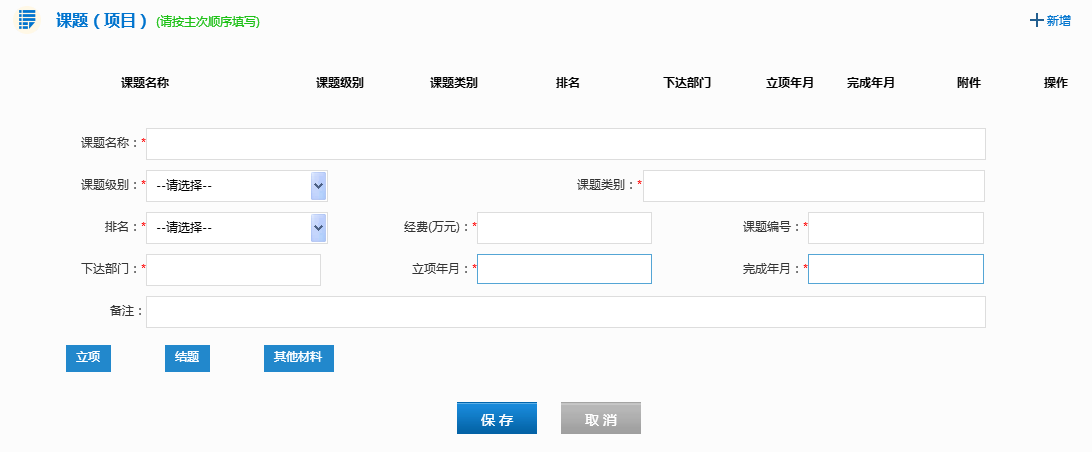 课题（项目）(请按主次顺序填写) 新增
课题名称 课题级别 课题类别 排名 下达部门 立项年月 完成年月 附件 操作
课题名称：*
课题级别：* --请选择-- 课题类别：*
排名：* --请选择-- 经费(万元)：* 课题编号：*
下达部门：* 立项年月：* 完成年月：*
备注：
立项 结题 其他材料
保 存 取 消